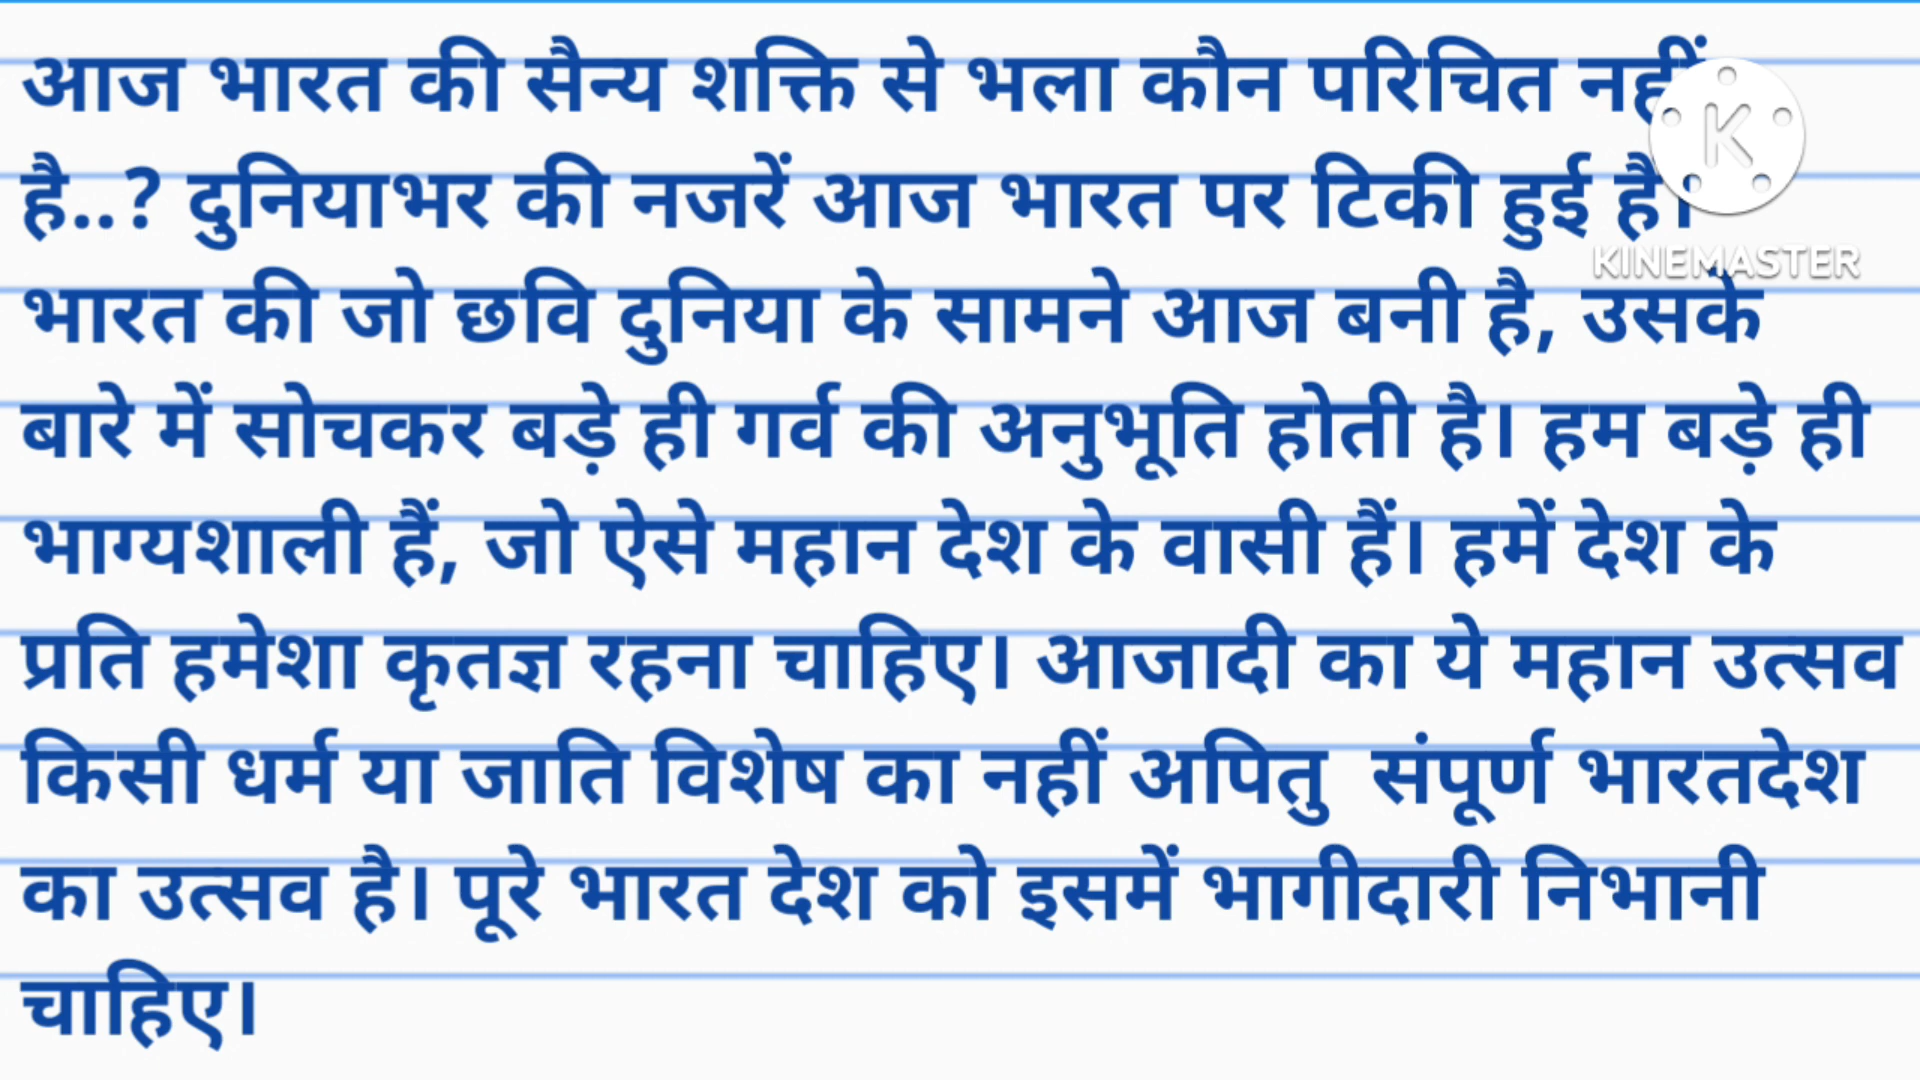 आज भारत की सैन्य शक्ति से भला कौन परिचित नहीं
है..? दुनियाभर की नजरें आज भारत पर टिकी हुई है।
KINEMASTER
भारत की जो छवि दुनिया के सामने आज बनी है, उसके
बारे में सोचकर बड़े ही गर्व की अनुभूति होती है। हम बड़े ही
भाग्यशाली हैं, जो ऐसे महान देश के वासी हैं। हमें देश के
प्रति हमेशा कृतज्ञ रहना चाहिए। आजादी का ये महान उत्सव
किसी धर्म या जाति विशेष का नहीं अपितु  संपूर्ण भारतदेश
का उत्सव है। पूरे भारत देश को इसमें भागीदारी निभानी
चाहिए।